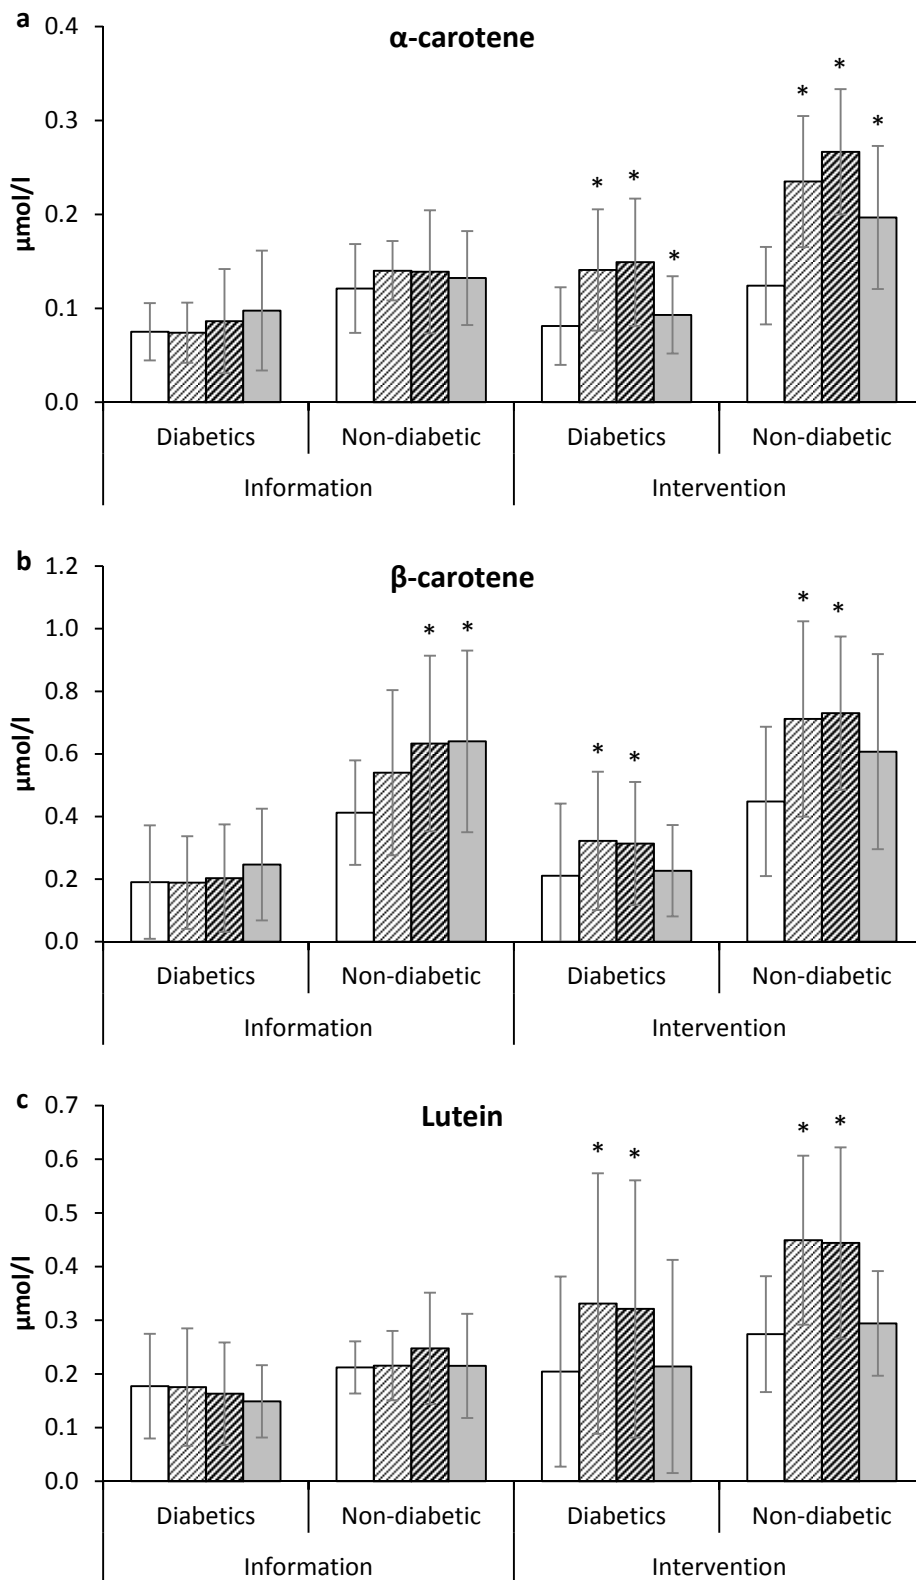 a
α-carotene
0.4
0.3
0.2
0.1
0.0
µmol/l
* * * * * *
Diabetics Non-diabetic Diabetics Non-diabetic
Information Intervention
b
β-carotene
1.2
1.0
0.8
0.6
0.4
0.2
0.0
µmol/l
* * * * * *
Diabetics Non-diabetic Diabetics Non-diabetic
Information Intervention
c
Lutein
0.7
0.6
0.5
0.4
0.3
0.2
0.1
0.0
µmol/l
* * * *
Diabetics Non-diabetic Diabetics Non-diabetic
Information Intervention